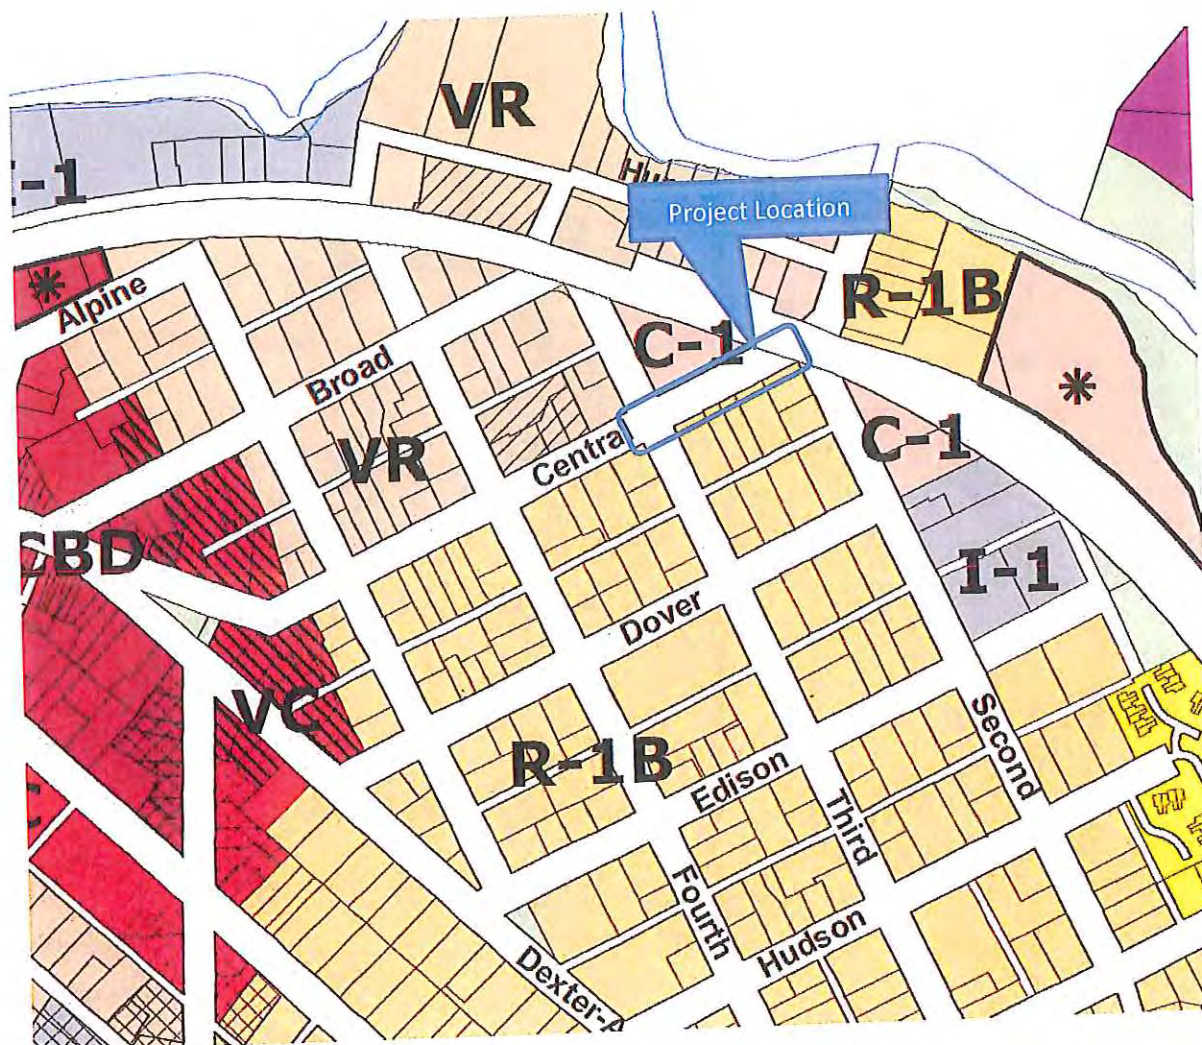 VR
-1
Hu
Project Location
*
Alpine
R-1B
C-1
Broad
*
VR
Centra
C-1
CBD
I-1
Dover
VC
Second
R-1B
Edison
Third
Fourth
Hudson
Dexter-A